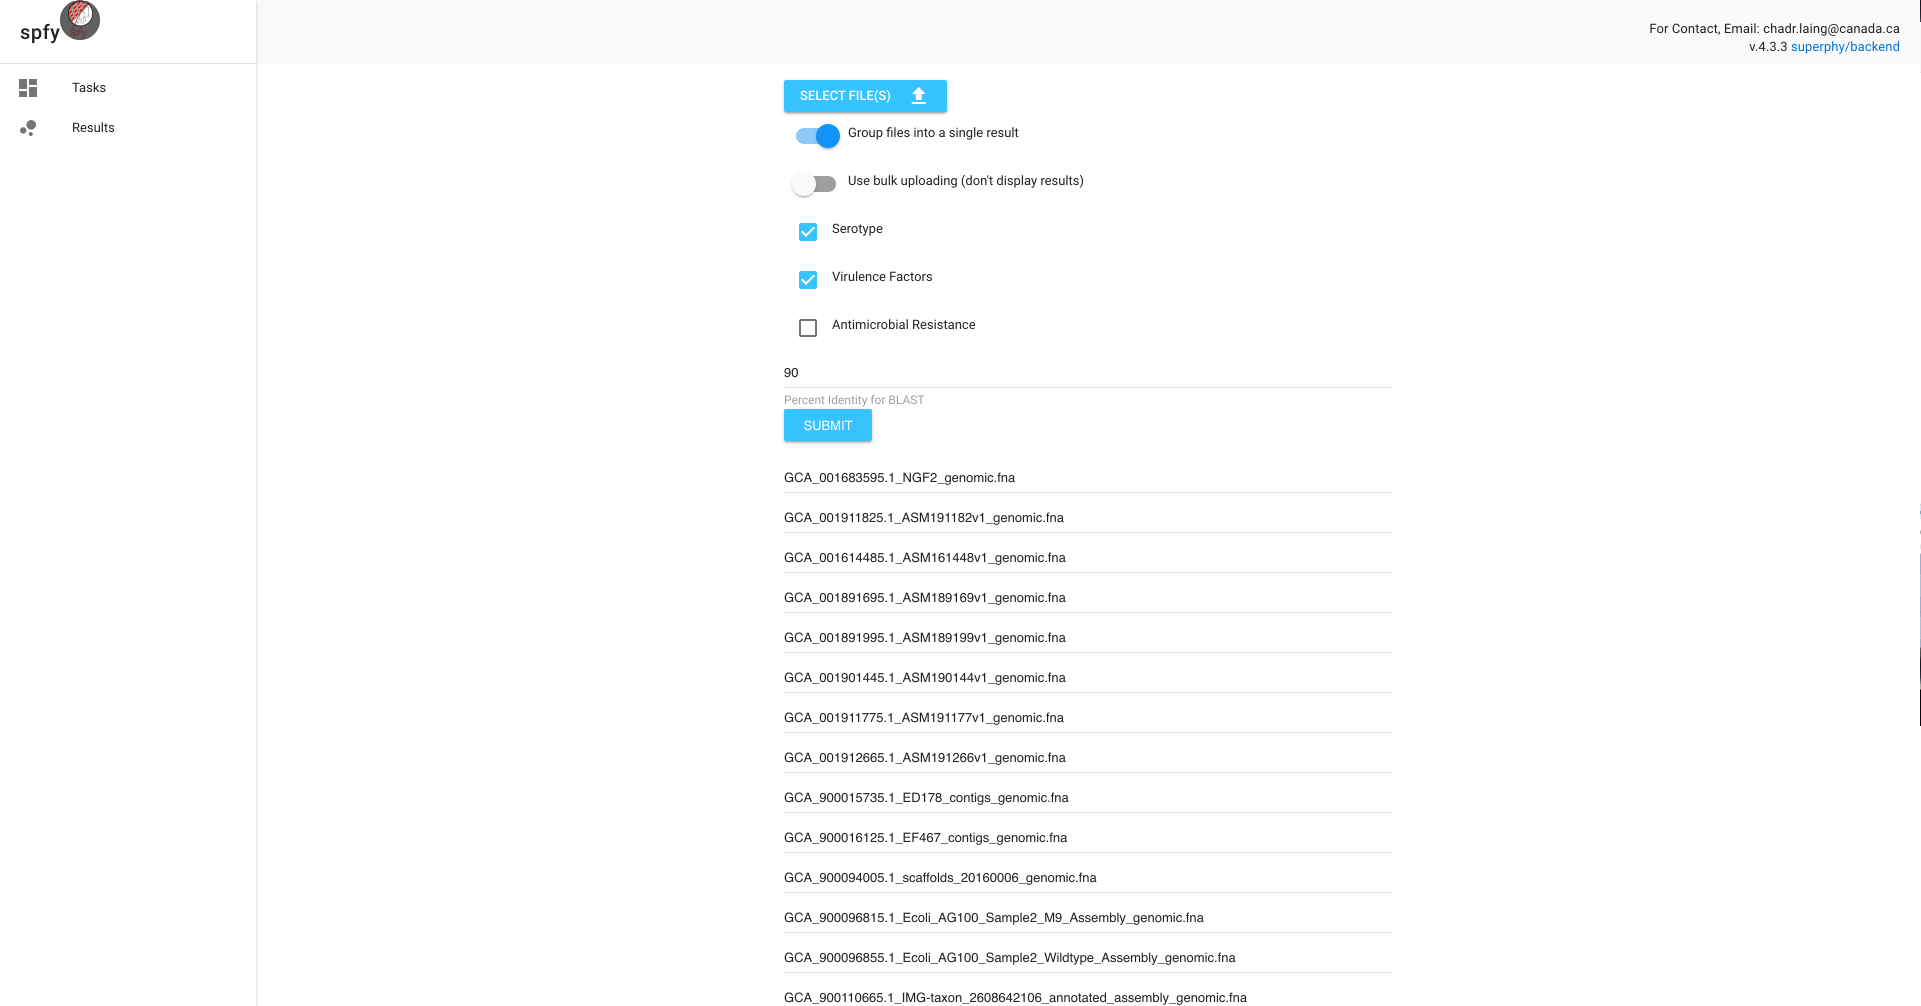 spfy
For Contact, Email: chadr.laing@canada.ca
v.4.3.3 superphy/backend
Tasks
Results
SELECT FILE(S)
Group files into a single result
Use bulk uploading (don't display results)
Serotype
Virulence Factors
Antimicrobial Resistance
90
Percent Identity for BLAST
SUBMIT
GCA_001683595.1_NGF2_genomic.fna
GCA_001911825.1_ASM191182v1_genomic.fna
GCA_001614485.1_ASM161448v1_genomic.fna
GCA_001891695.1_ASM189169v1_genomic.fna
GCA_001891995.1_ASM189199v1_genomic.fna
GCA_001901445.1_ASM190144v1_genomic.fna
GCA_001911775.1_ASM191177v1_genomic.fna
GCA_001912665.1_ASM191266v1_genomic.fna
GCA_900015735.1_ED178_contigs_genomic.fna
GCA_900016125.1_EF467_contigs_genomic.fna
GCA_900094005.1_scaffolds_20160006_genomic.fna
GCA_900096815.1_Ecoli_AG100_Sample2_M9_Assembly_genomic.fna
GCA_900096855.1_Ecoli_AG100_Sample2_Wildtype_Assembly_genomic.fna
GCA_900110665.1_IMG-taxon_2608642106_annotated_assembly_genomic.fna